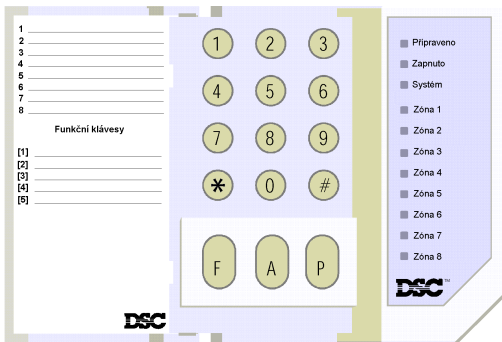 1
2
3
4
5
6
7
8
Funkční klávesy
[1]
[2]
[3]
[4]
[5]
DSC
1 2 3
4 5 6
7 8 9
* 0 #
F A P
Připraveno
Zapnuto
Systém
Zóna 1
Zóna 2
Zóna 3
Zóna 4
Zóna 5
Zóna 6
Zóna 7
Zóna 8
DSC™